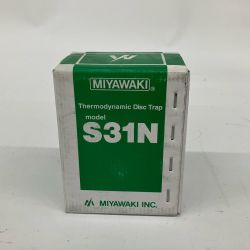 MIYAWAKI®
Thermodynamic Disc Trap
model
S31N
MIYAWAKI INC.